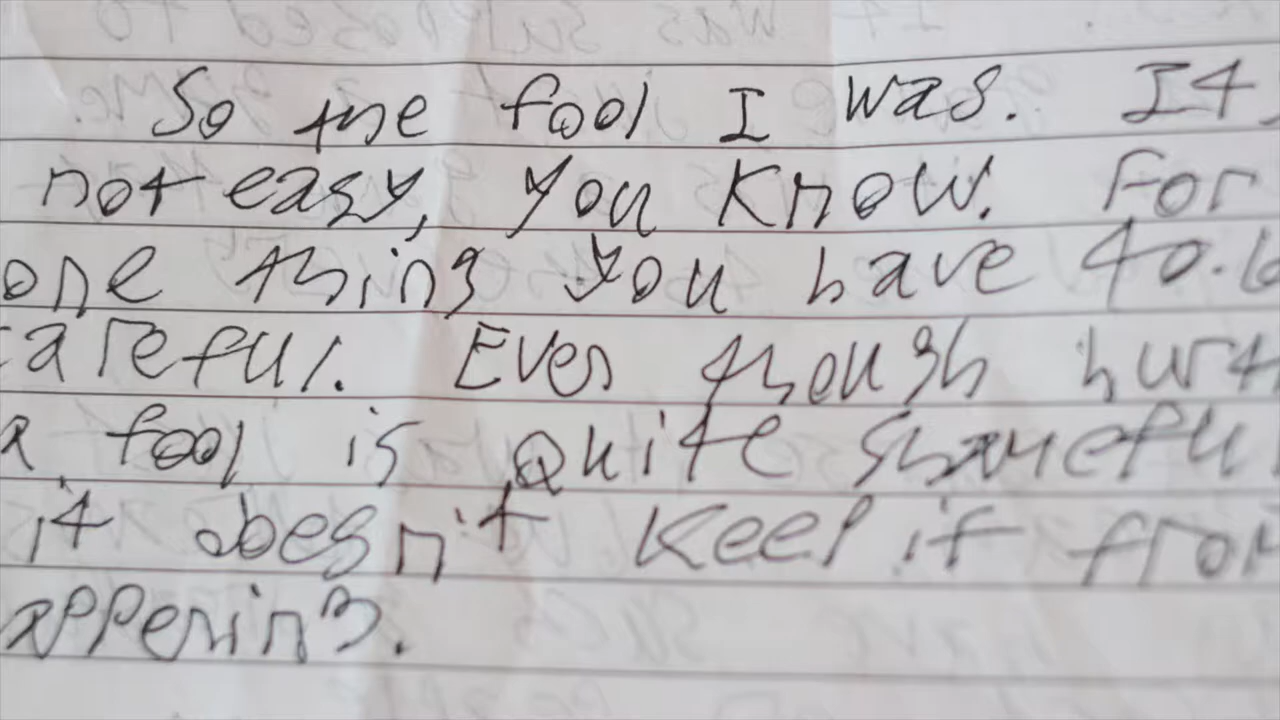 So the fool I was. It
not easy, you know. For
one thing you have to.b
careful. Even though hurt
a fool is quite shameful
it doesn't keep it from
appening.